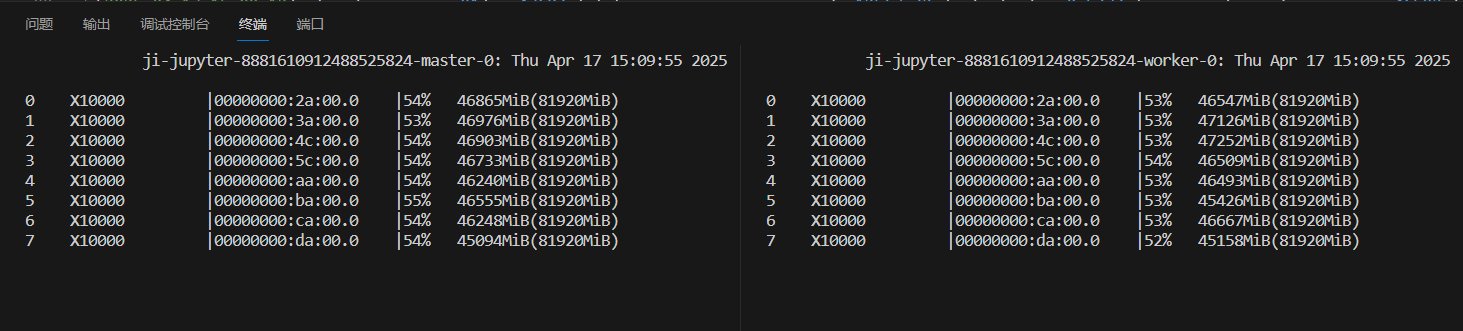 问题 输出 调试控制台 终端 端口
ji-jupyter-8881610912488525824-master-0: Thu Apr 17 15:09:55 2025
0 X10000 |00000000:2a:00.0 |54% 46865MiB(81920MiB)
1 X10000 |00000000:3a:00.0 |53% 46976MiB(81920MiB)
2 X10000 |00000000:4c:00.0 |54% 46903MiB(81920MiB)
3 X10000 |00000000:5c:00.0 |54% 46733MiB(81920MiB)
4 X10000 |00000000:aa:00.0 |54% 46240MiB(81920MiB)
5 X10000 |00000000:ba:00.0 |55% 46555MiB(81920MiB)
6 X10000 |00000000:ca:00.0 |54% 46248MiB(81920MiB)
7 X10000 |00000000:da:00.0 |54% 45094MiB(81920MiB)
ji-jupyter-8881610912488525824-worker-0: Thu Apr 17 15:09:55 2025
0 X10000 |00000000:2a:00.0 |53% 46547MiB(81920MiB)
1 X10000 |00000000:3a:00.0 |53% 47126MiB(81920MiB)
2 X10000 |00000000:4c:00.0 |53% 47252MiB(81920MiB)
3 X10000 |00000000:5c:00.0 |54% 46509MiB(81920MiB)
4 X10000 |00000000:aa:00.0 |53% 46493MiB(81920MiB)
5 X10000 |00000000:ba:00.0 |53% 45426MiB(81920MiB)
6 X10000 |00000000:ca:00.0 |53% 46667MiB(81920MiB)
7 X10000 |00000000:da:00.0 |52% 45158MiB(81920MiB)